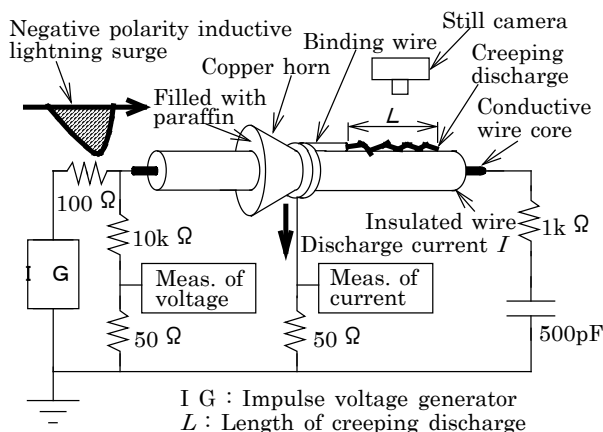 Negative polarity inductive
lightning surge
Still camera
Binding wire
Creeping
discharge
Copper horn
Filled with
paraffin
L
Conductive
wire core
100 Ω
10k Ω
Insulated wire
Discharge current I
1k Ω
I G
Meas. of
voltage
Meas. of
current
50 Ω
50 Ω
500pF
I G : Impulse voltage generator
L : Length of creeping discharge